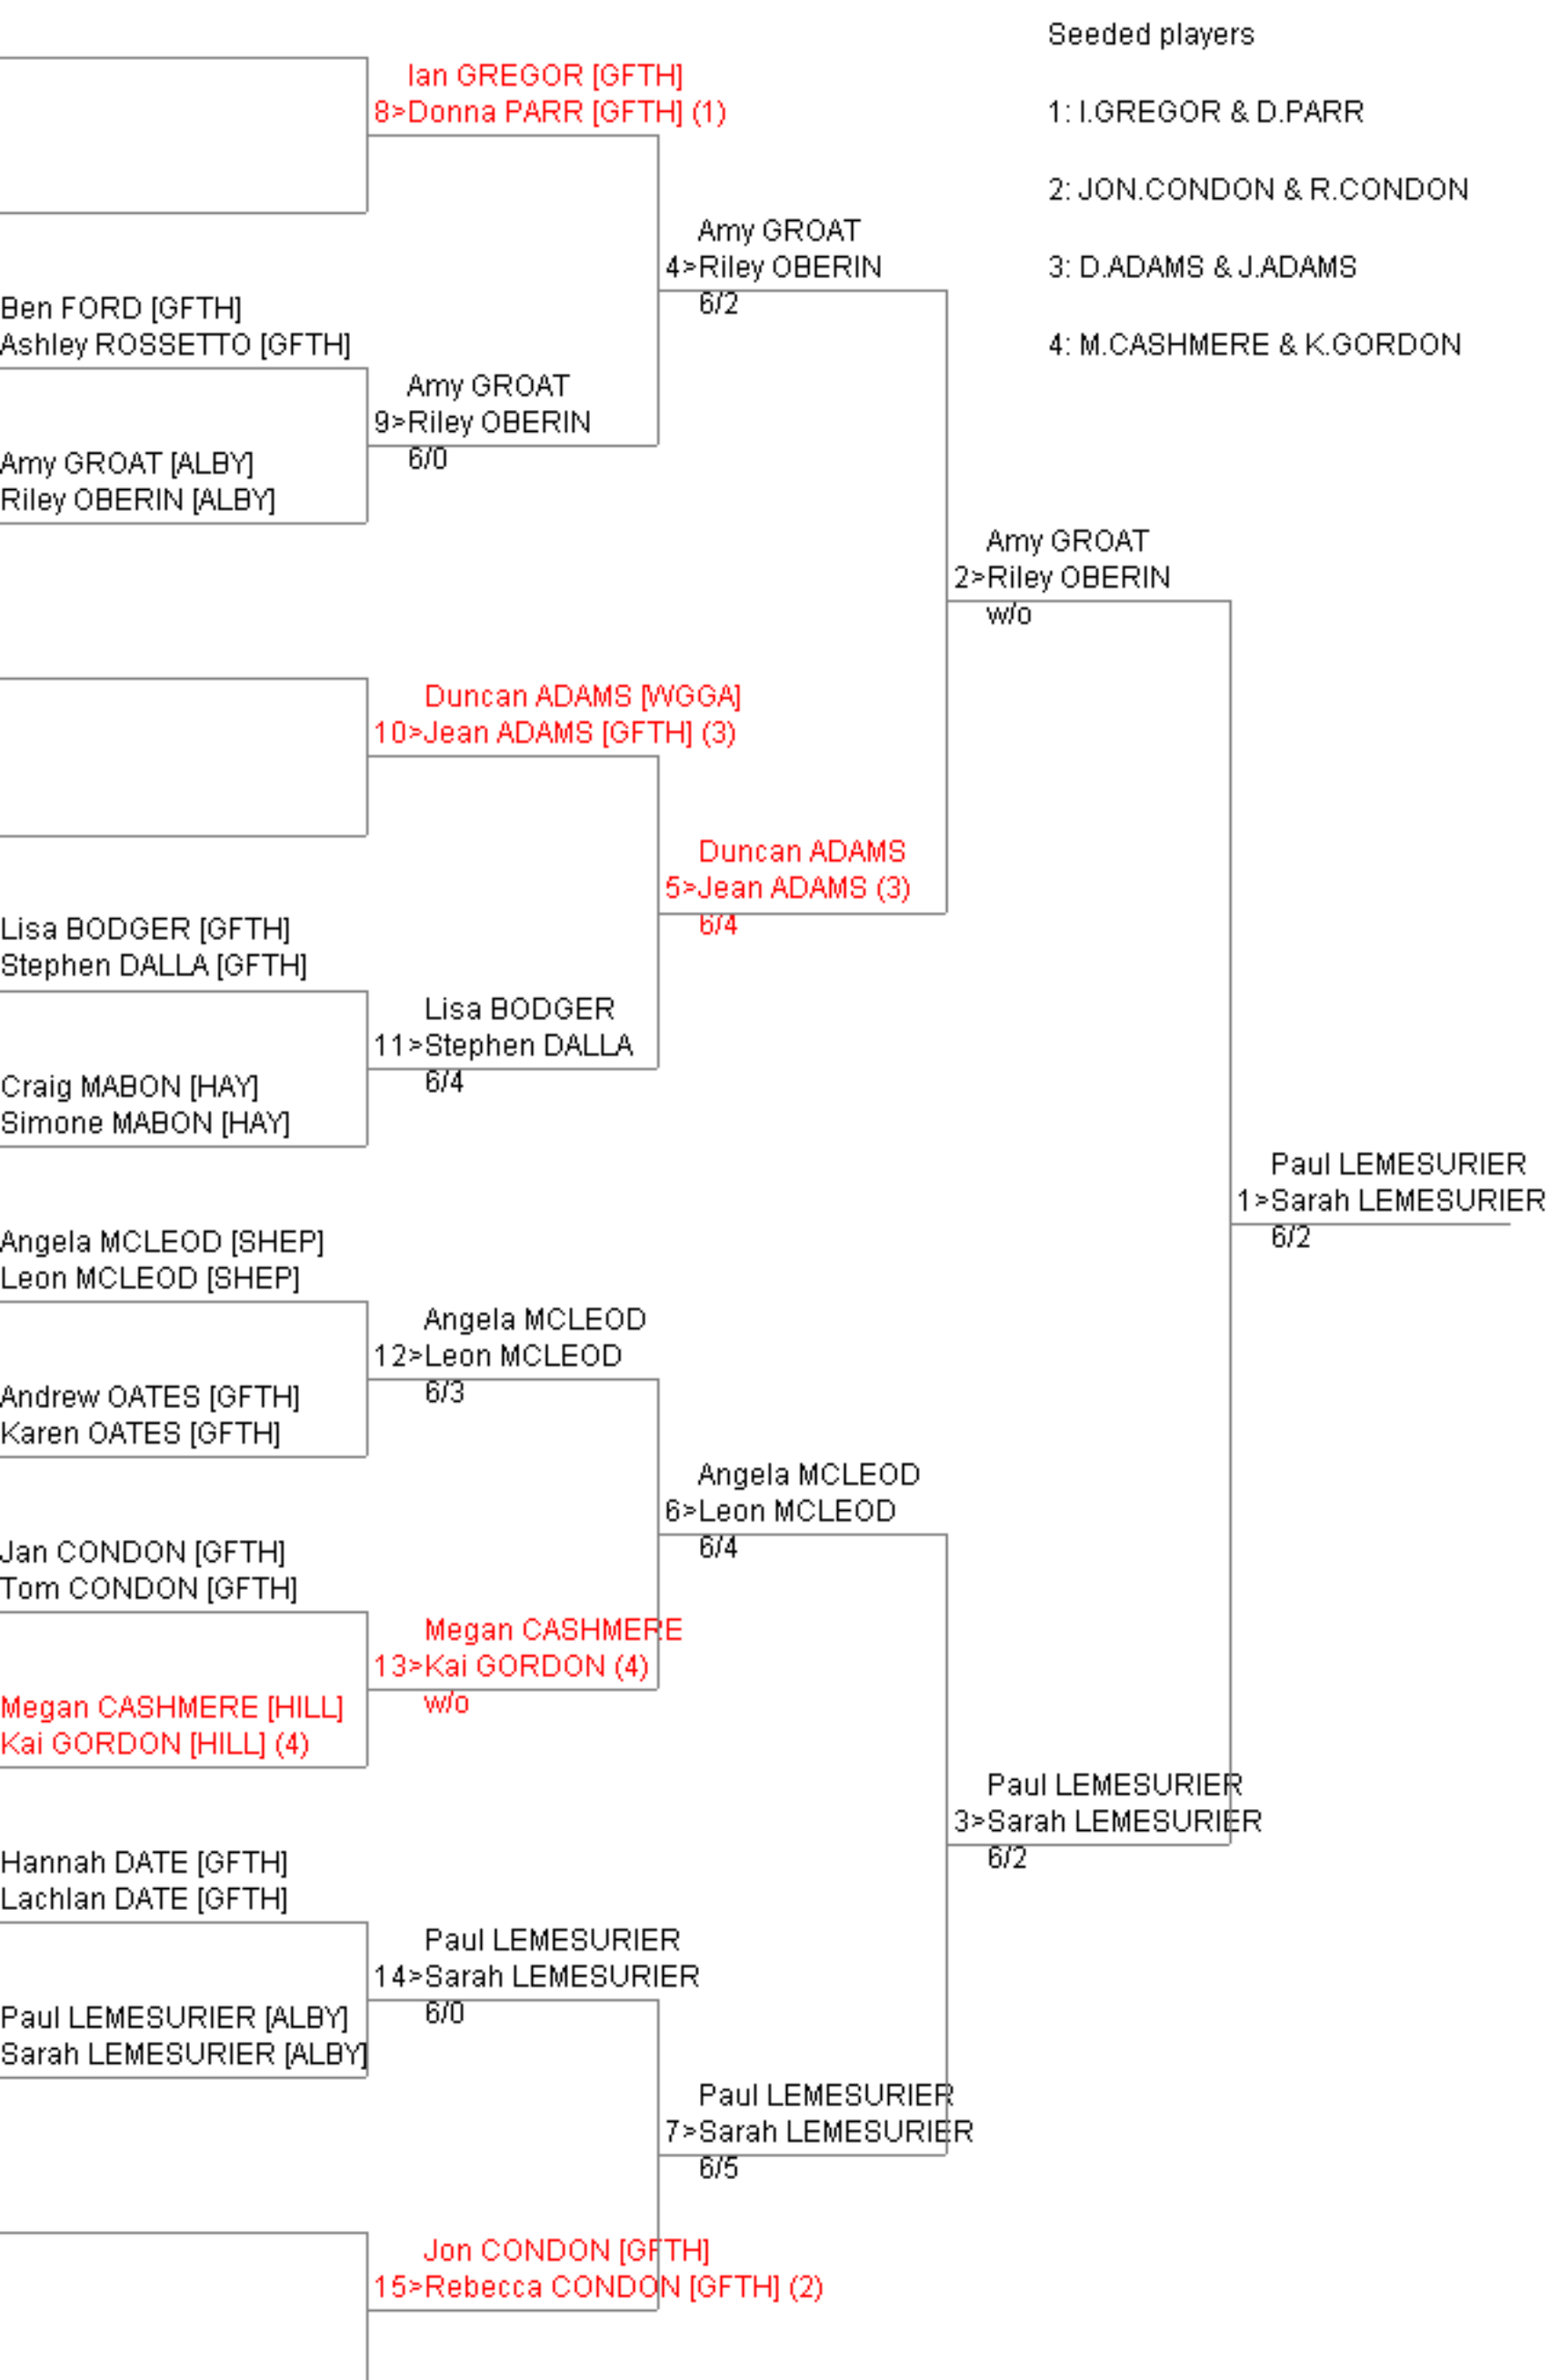 Seeded players
1: I.GREGOR & D.PARR
2: JON.CONDON & R.CONDON
3: D.ADAMS & J.ADAMS
4: M.CASHMERE & K.GORDON
Ben FORD [GFTH]
Ashley ROSSETTO [GFTH]
Amy GROAT [ALBY]
Riley OBERIN [ALBY]
Lisa BODGER [GFTH]
Stephen DALLA [GFTH]
Craig MABON [HAY]
Simone MABON [HAY]
Angela MCLEOD [SHEP]
Leon MCLEOD [SHEP]
Andrew OATES [GFTH]
Karen OATES [GFTH]
Jan CONDON [GFTH]
Tom CONDON [GFTH]
Megan CASHMERE [HILL]
Kai GORDON [HILL] (4)
Hannah DATE [GFTH]
Lachlan DATE [GFTH]
Paul LEMESURIER [ALBY]
Sarah LEMESURIER [ALBY]
Ian GREGOR [GFTH]
8>Donna PARR [GFTH] (1)
Amy GROAT
9>Riley OBERIN
6/0
Duncan ADAMS [WGGA]
10>Jean ADAMS [GFTH] (3)
Lisa BODGER
11>Stephen DALLA
6/4
Angela MCLEOD
12>Leon MCLEOD
6/3
Megan CASHMERE
13>Kai GORDON (4)
w/o
Paul LEMESURIER
14>Sarah LEMESURIER
6/0
Jon CONDON [GFTH]
15>Rebecca CONDON [GFTH] (2)
Amy GROAT
4>Riley OBERIN
6/2
Duncan ADAMS
5>Jean ADAMS (3)
6/4
Angela MCLEOD
6>Leon MCLEOD
6/4
Paul LEMESURIER
7>Sarah LEMESURIER
6/5
Amy GROAT
2>Riley OBERIN
w/o
Paul LEMESURIER
3>Sarah LEMESURIER
6/2
Paul LEMESURIER
1>Sarah LEMESURIER
6/2